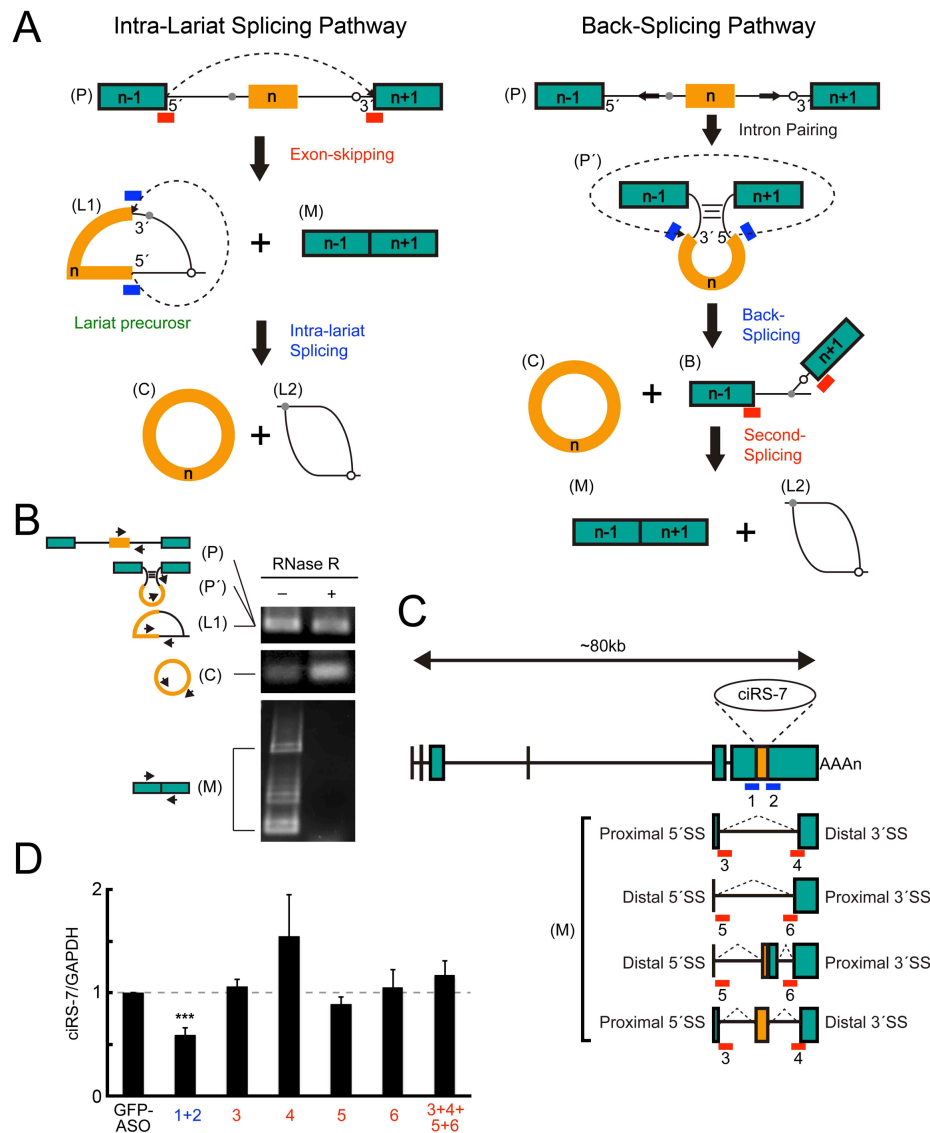 A
Intra-Lariat Splicing Pathway
(P)
n-1
5´
n
3´
n+1
Exon-skipping
(L1)
3´
5´
n
Lariat precurosr
+
(M)
n-1 n+1
Intra-lariat
Splicing
(C)
n
+
(L2)
Back-Splicing Pathway
(P)
n-1
5´
n
3´
n+1
Intron Pairing
(P´)
n-1
n+1
3´ 5´
n
Back-
Splicing
(C)
n
+
(B)
n-1
n+1
Second-
Splicing
(M)
n-1 n+1
+
(L2)
B
RNase R
– +
(P)
(P´)
(L1)
(C)
(M)
C
~80kb
ciRS-7
AAAn
1 2
(M)
Proximal 5´SS
Distal 3´SS
3 4
Distal 5´SS
Proximal 3´SS
5 6
Distal 5´SS
Proximal 3´SS
5 6
Proximal 5´SS
Distal 3´SS
3 4
D
ciRS-7/GAPDH
2
1
0
***
GFP-
ASO
1+2
3
4
5
6
3+4+
5+6